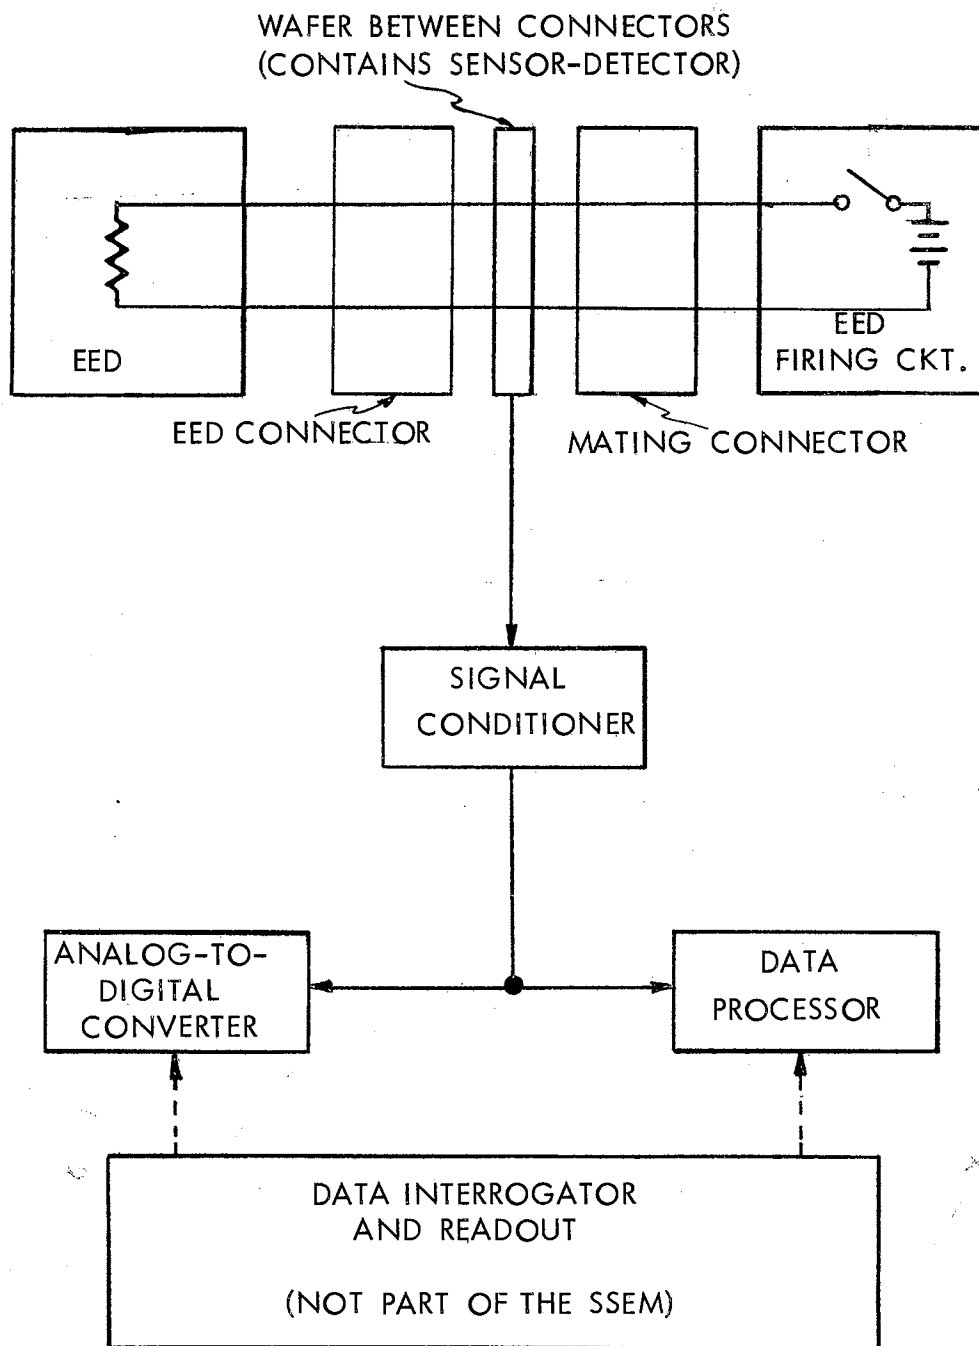 WAFER BETWEEN CONNECTORS
(CONTAINS SENSOR-DETECTOR)
EED
EED
FIRING CKT.
EED CONNECTOR
MATING CONNECTOR
SIGNAL
CONDITIONER
ANALOG-TO-
DIGITAL
CONVERTER
DATA
PROCESSOR
DATA INTERROGATOR
AND READOUT
(NOT PART OF THE SSEM)